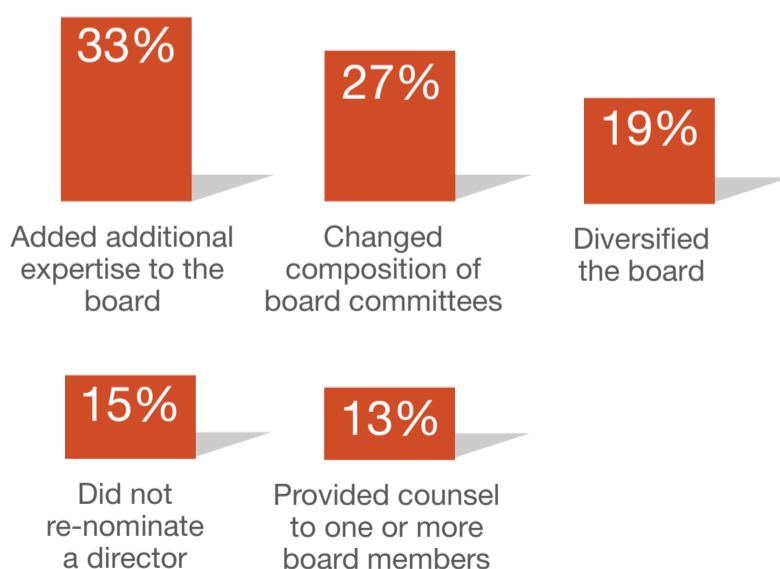 33%
Added additional
expertise to the
board
27%
Changed
composition of
board committees
19%
Diversified
the board
15%
Did not
re-nominate
a director
13%
Provided counsel
to one or more
board members